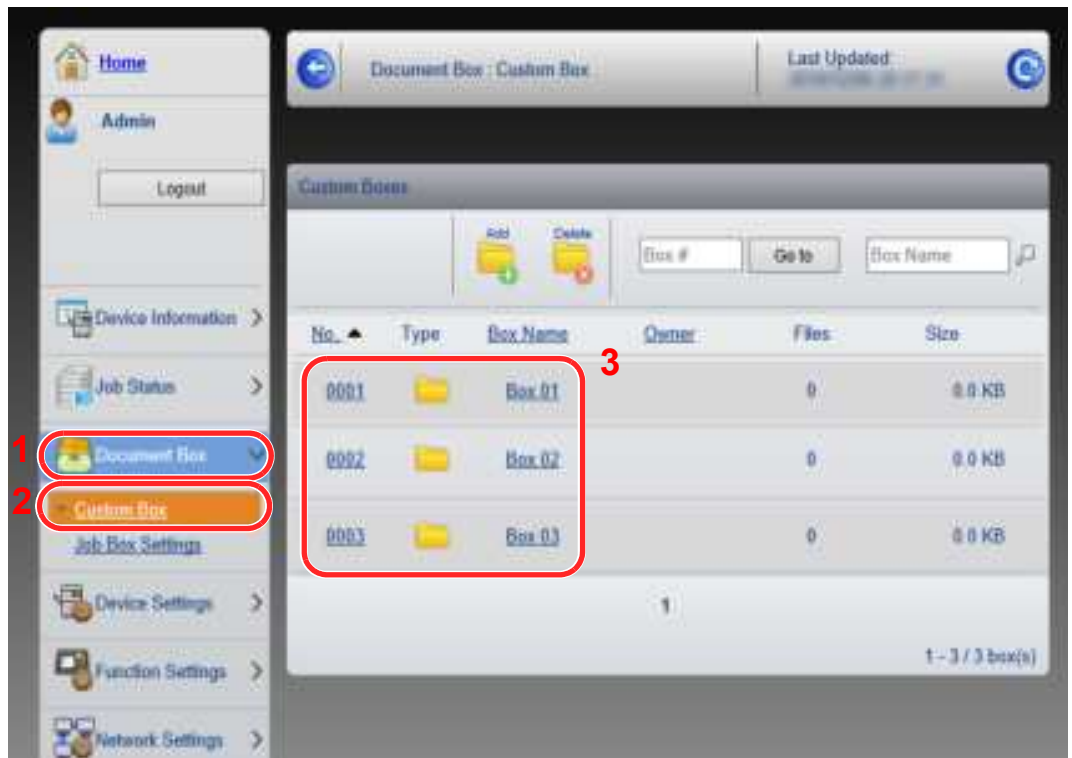 Home
Admin
Logout
Device Information
Job Status
1
Document Box
2
Custom Box
Job Box Settings
Device Settings
Function Settings
Network Settings
Document Box : Custom Box
Last Updated:
Custom Boxes
Add
Delete
Box #
Go to
Box Name
No. Type Box Name Owner Files Size
3
0001 Box 01 0 0.0 KB
0002 Box 02 0 0.0 KB
0003 Box 03 0 0.0 KB
1
1 - 3 / 3 box(s)